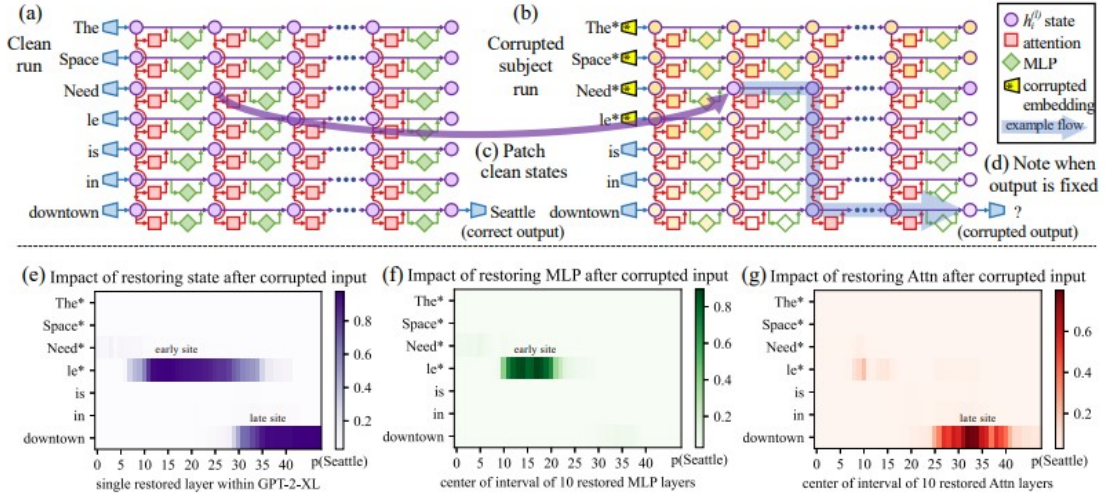 (a)
Clean run
The
Space
Need
le
is
in
downtown
Seattle
(correct output)
(c) Patch clean states
(b)
Corrupted subject run
The*
Space*
Need*
le*
is
in
downtown
?
(corrupted output)
(d) Note when output is fixed
h_i^(l) state
attention
MLP
corrupted embedding
example flow
(e) Impact of restoring state after corrupted input
The*
Space*
Need*
le*
is
in
downtown
early site
late site
0 5 10 15 20 25 30 35 40
p(Seattle)
single restored layer within GPT-2-XL
0.8
0.6
0.4
0.2
(f) Impact of restoring MLP after corrupted input
The*
Space*
Need*
le*
is
in
downtown
early site
0 5 10 15 20 25 30 35 40
p(Seattle)
center of interval of 10 restored MLP layers
0.8
0.6
0.4
0.2
(g) Impact of restoring Attn after corrupted input
The*
Space*
Need*
le*
is
in
downtown
late site
0 5 10 15 20 25 30 35 40
p(Seattle)
center of interval of 10 restored Attn layers
0.6
0.4
0.2